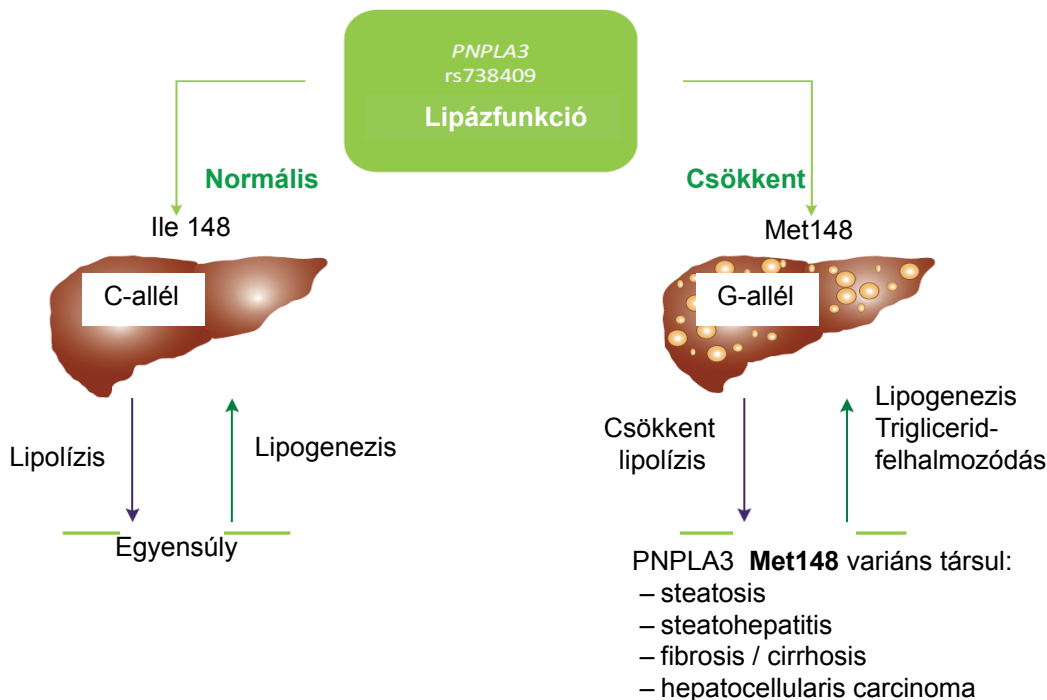 PNPLA3
rs738409
Lipázfunkció
Normális
Csökkent
Ile 148
Met148
C-allél
G-allél
Lipolízis
Lipogenezis
Egyensúly
Csökkent
lipolízis
Lipogenezis
Triglicerid-
felhalmozódás
PNPLA3 Met148 variáns társul:
– steatosis
– steatohepatitis
– fibrosis / cirrhosis
– hepatocellularis carcinoma